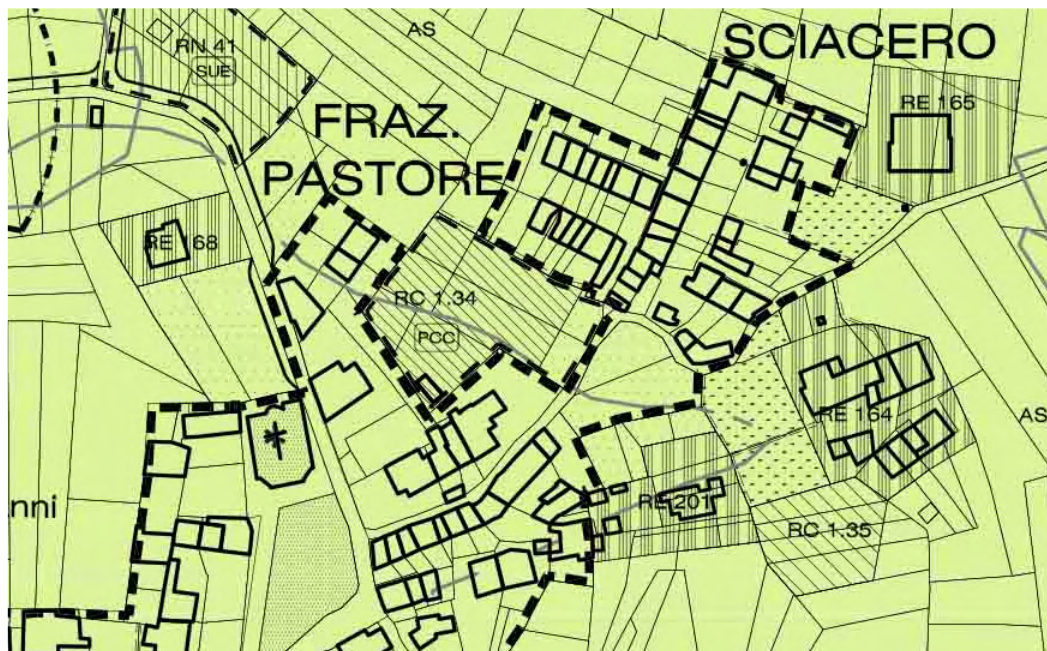 AS
SCIACERO
RN 41
SUE
RE 165
FRAZ.
PASTORE
RE 168
RC 1.34
PCC
RE 164
AS
RE 201
RC 1.35
nni